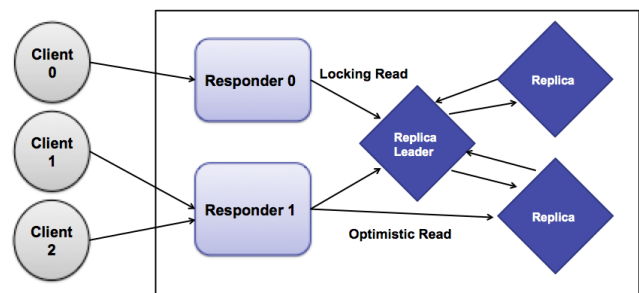 Client
0
Client
1
Client
2
Responder 0
Responder 1
Locking Read
Optimistic Read
Replica
Leader
Replica
Replica